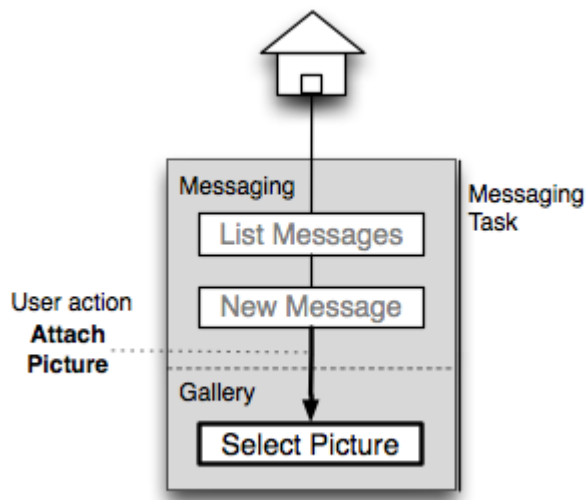 Messaging
Messaging
Task
List Messages
New Message
User action
Attach
Picture
Gallery
Select Picture